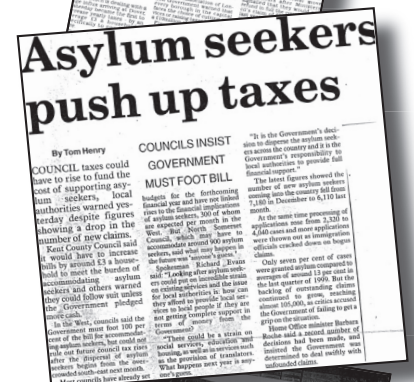 Asylum seekers
push up taxes
By Tom Henry
COUNCIL taxes could
have to rise to fund the
cost of supporting asy-
lum seekers, local
authorities warned yes-
terday despite figures
showing a drop in the
number of new claims.
Kent County Council said
it would have to increase
bills by around £3 a house-
hold to meet the burden of
accommodating asylum
seekers and others warned
they could follow suit unless
the Government pledged
more cash.
In the West, councils said the
Government must foot 100 per
cent of the bill for accommodat-
ing asylum seekers, but could not
rule out future council tax rises
after the dispersal of asylum
seekers begins from the over-
crowded south-east next month.
Most councils have already set
COUNCILS INSIST
GOVERNMENT
MUST FOOT BILL
budgets for the forthcoming
financial year and have not linked
rises to the financial implications
of asylum seekers, 300 of whom
are expected per month in the
West. But North Somerset
Council, which may have to
accommodate around 900 asylum
seekers, said what may happen in
the future was 'anyone's guess.'
Spokesman Richard Evans
said: "Looking after asylum seek-
ers could put an incredible strain
on existing services and the issue
for local authorities is: how can
they afford to provide local ser-
vices to local people if they are
not getting complete support in
terms of money from the
Government?
"There could be a strain on
social services, education and
housing, as well as services such
as the provision of translators.
What happens next year is any-
one's guess.
"It is the Government's deci-
sion to disperse the asylum seek-
ers across the country and it is the
Government's responsibility to
local authorities to provide full
financial support."
The latest figures showed the
number of new asylum seekers
coming into the country fell from
7,180 in December to 6,110 last
month.
At the same time processing of
applications rose from 3,320 to
4,040 cases and more applications
were thrown out as immigration
officials cracked down on bogus
claims.
Only seven per cent of cases
were granted asylum compared to
an average of around 13 per cent in
the last quarter of 1999. But the
backlog of outstanding claims
continued to grow, reaching
almost 105,000, as critics accused
the Government of failing to get a
grip on the situation.
Home Office minister Barbara
Roche said a record number of
decisions had been made, and
insisted the Government was
determined to deal swiftly with
unfounded claims.